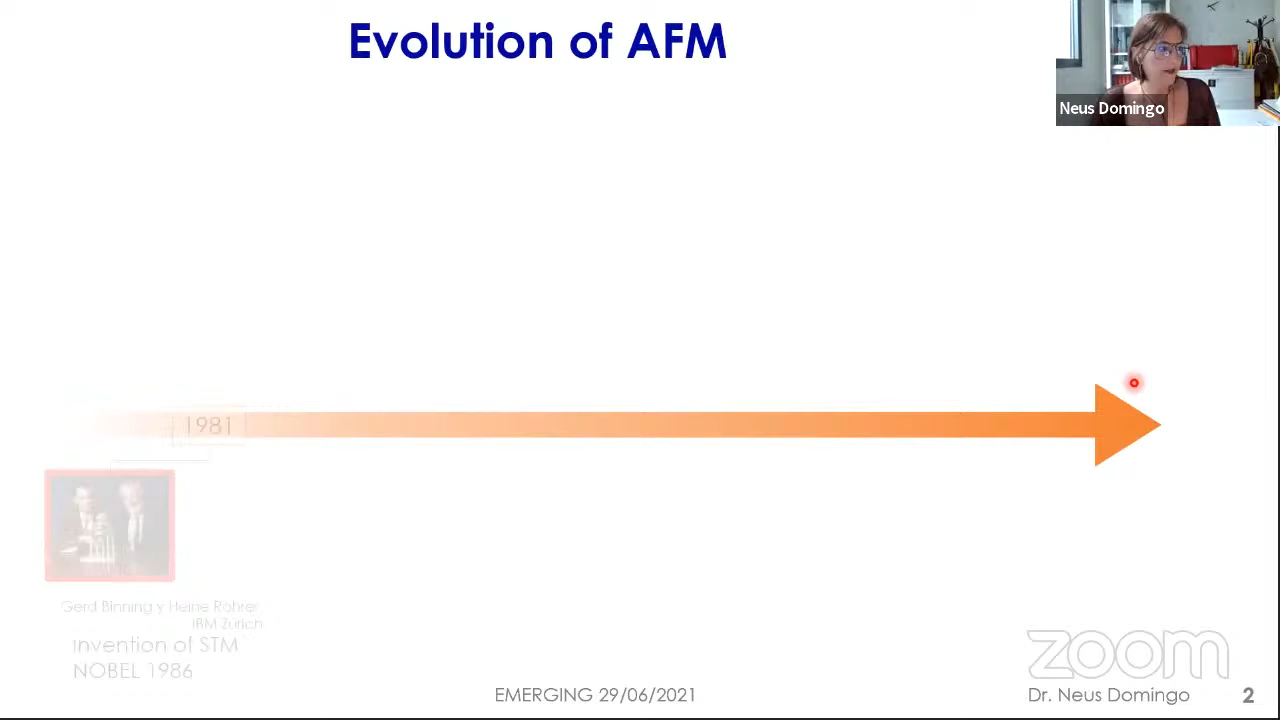 Evolution of AFM
Neus Domingo
1981
Gerd Binning y Heine Rohrer
IBM Zurich
Invention of STM
NOBEL 1986
zoom
EMERGING 29/06/2021
Dr. Neus Domingo
2